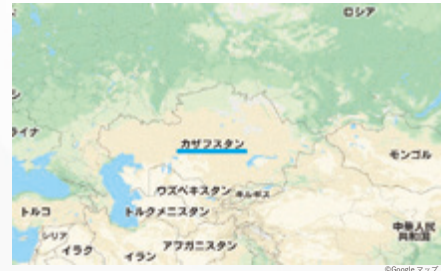 ロシア
ライナ
カザフスタン
モンゴル
ウズベキスタン
キルギス
トルコ
トルクメニスタン
中華人民
共和国
シリア
イラク
イラン
アフガニスタン
©Google マップ